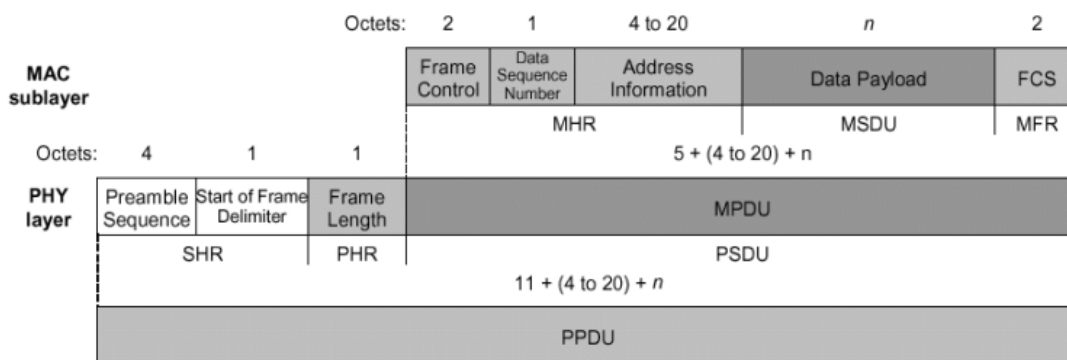 Octets: 2 1 4 to 20 n 2
MAC sublayer
Frame Control
Data Sequence Number
Address Information
Data Payload
FCS
MHR MSDU MFR
Octets: 4 1 1 5 + (4 to 20) + n
PHY layer
Preamble Sequence
Start of Frame Delimiter
Frame Length
MPDU
SHR PHR PSDU
11 + (4 to 20) + n
PPDU